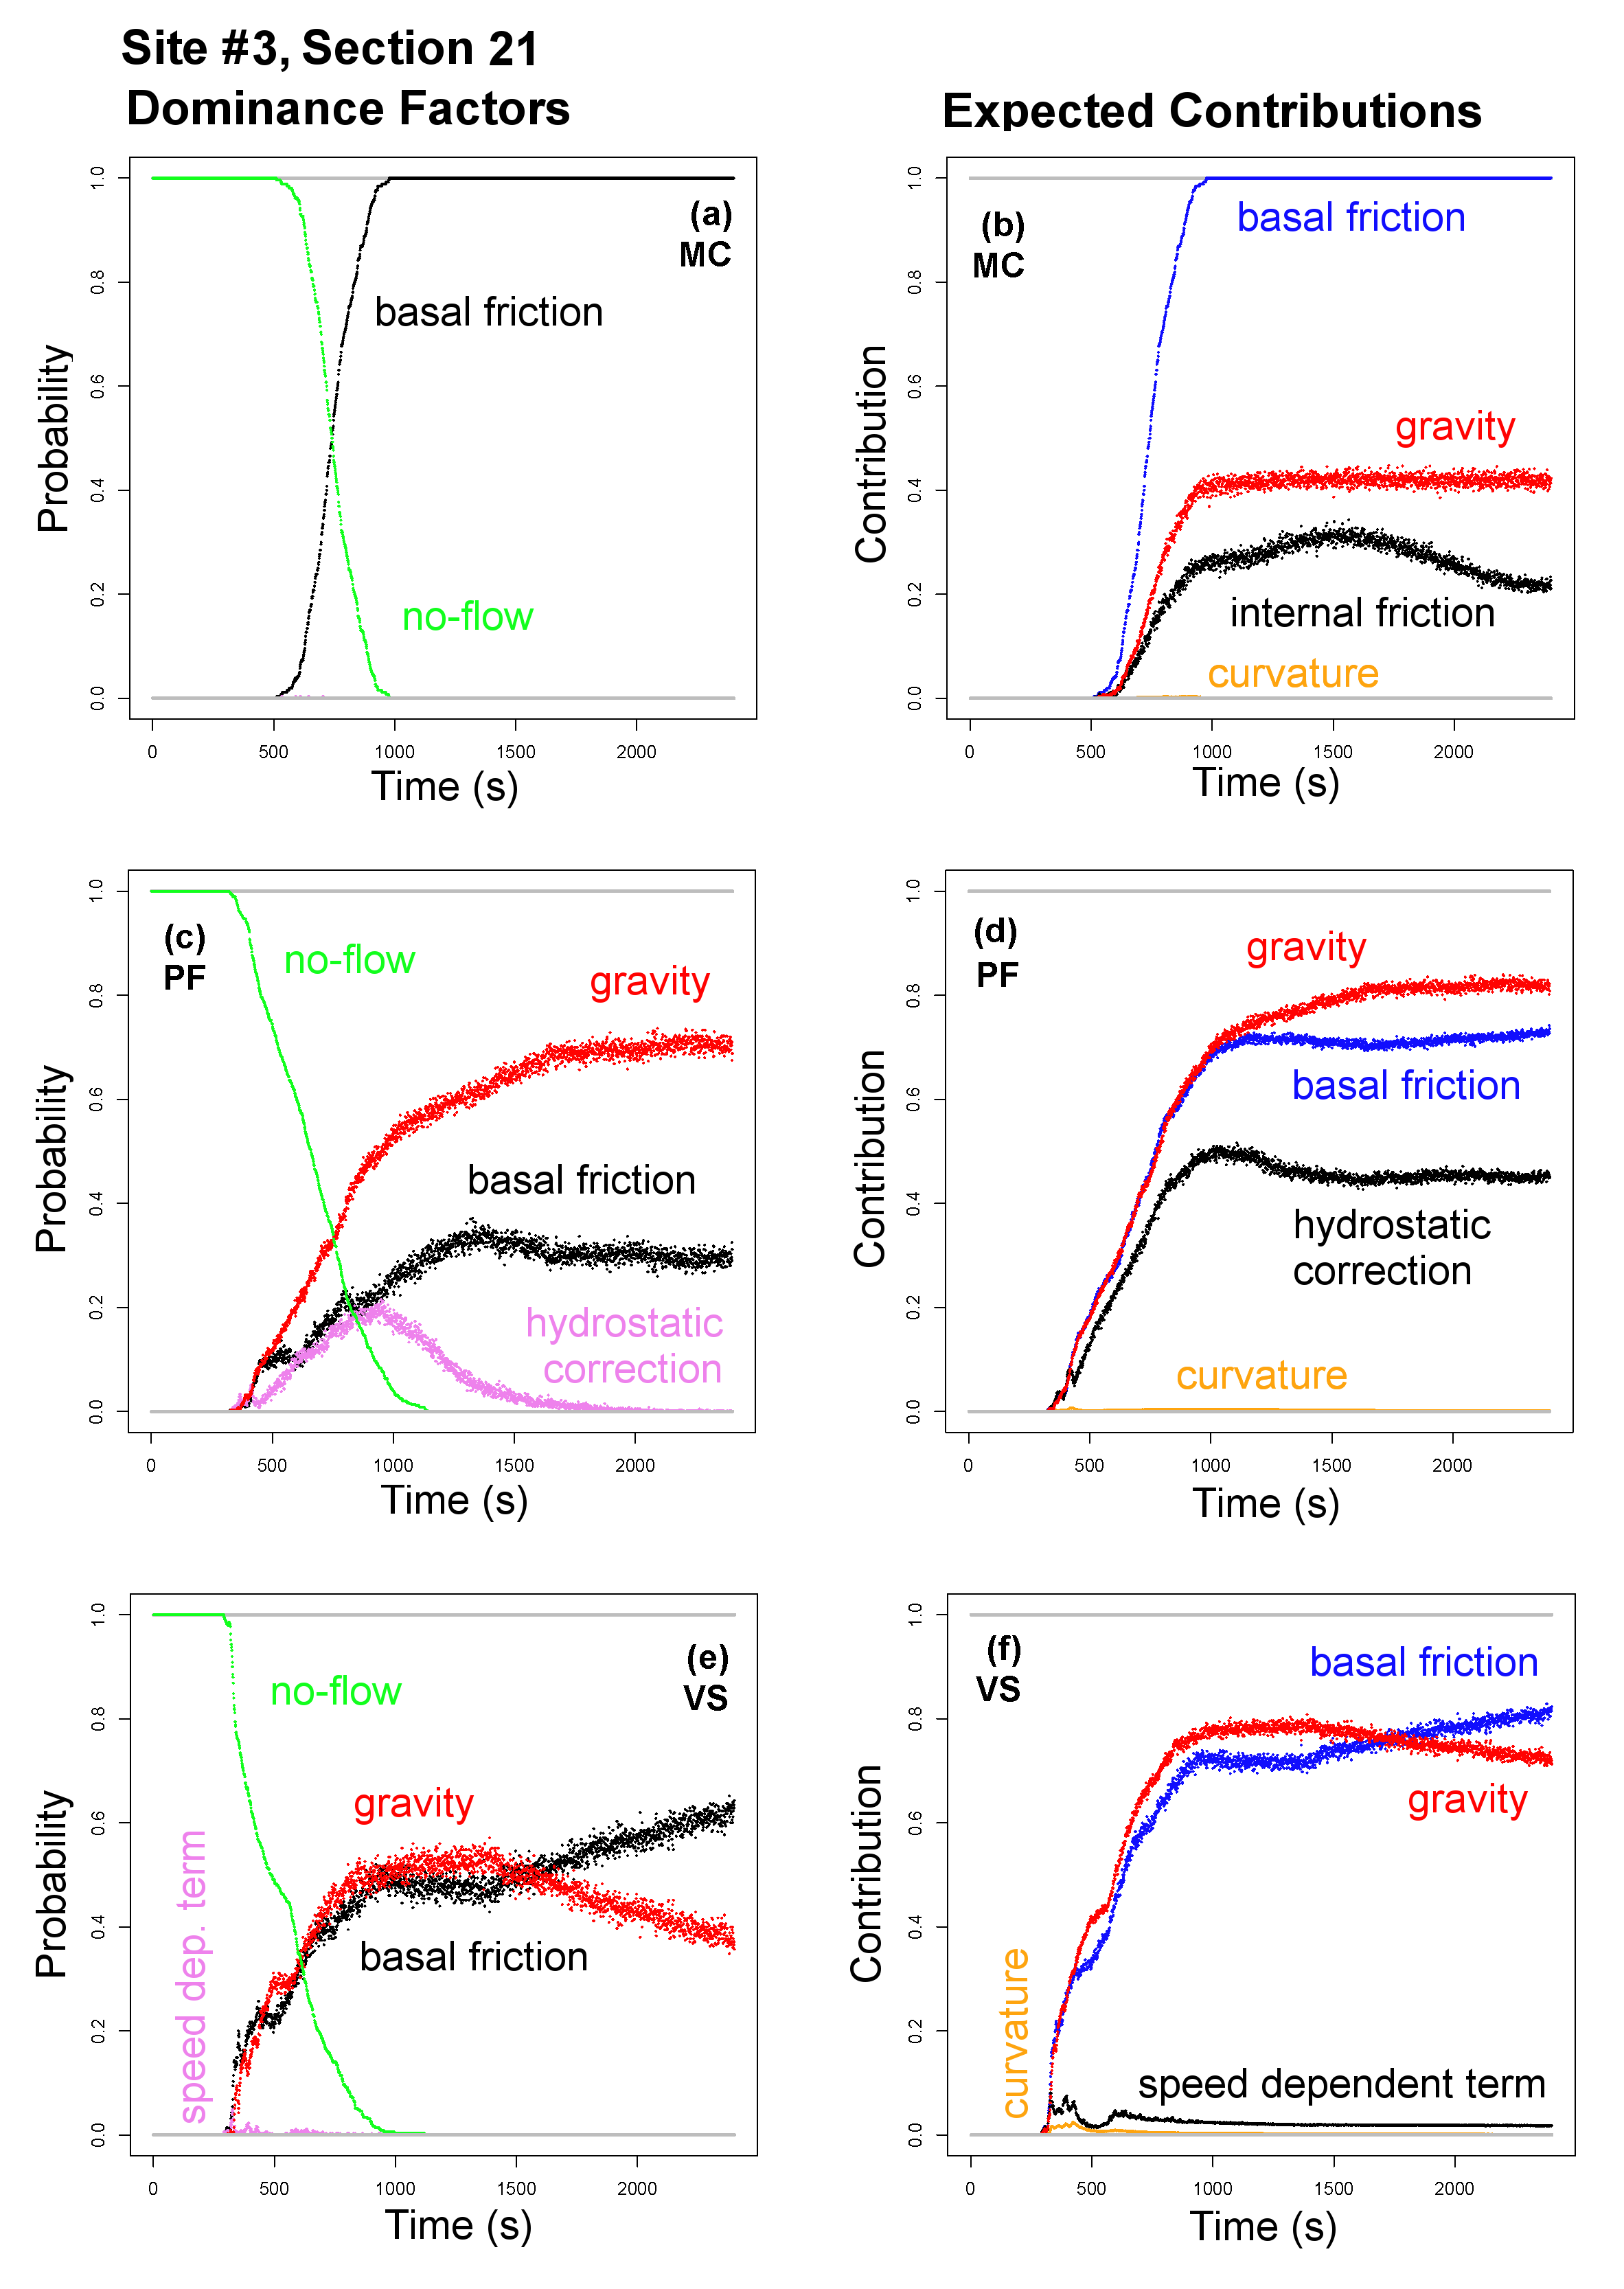 Site #3, Section 21
Dominance Factors
Expected Contributions
1.0
0.8
0.6
0.4
0.2
0.0
Probability
(a)
MC
basal friction
no-flow
0 500 1000 1500 2000
Time (s)
1.0
0.8
0.6
0.4
0.2
0.0
Contribution
(b)
MC
basal friction
gravity
internal friction
curvature
0 500 1000 1500 2000
Time (s)
1.0
0.8
0.6
0.4
0.2
0.0
Probability
(c)
PF
no-flow
gravity
basal friction
hydrostatic
correction
0 500 1000 1500 2000
Time (s)
1.0
0.8
0.6
0.4
0.2
0.0
Contribution
(d)
PF
gravity
basal friction
hydrostatic
correction
curvature
0 500 1000 1500 2000
Time (s)
1.0
0.8
0.6
0.4
0.2
0.0
Probability
(e)
VS
no-flow
gravity
basal friction
speed dep. term
0 500 1000 1500 2000
Time (s)
1.0
0.8
0.6
0.4
0.2
0.0
Contribution
(f)
VS
basal friction
gravity
curvature
speed dependent term
0 500 1000 1500 2000
Time (s)